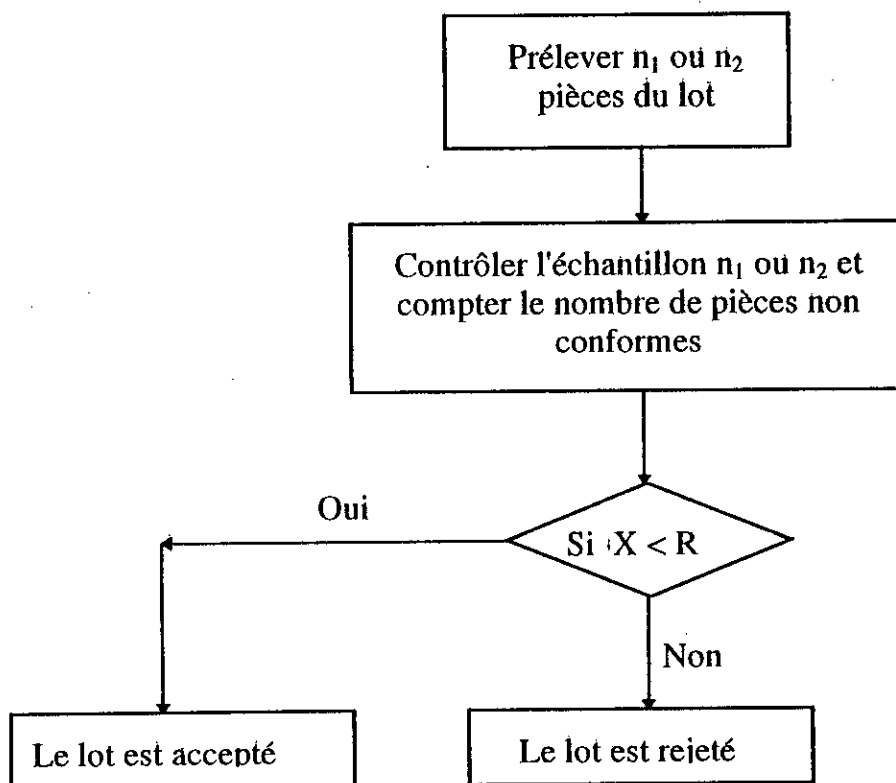 Prélever n₁ ou n₂
pièces du lot
Contrôler l'échantillon n₁ ou n₂ et
compter le nombre de pièces non
conformes
Oui
Si X < R
Non
Le lot est accepté
Le lot est rejeté